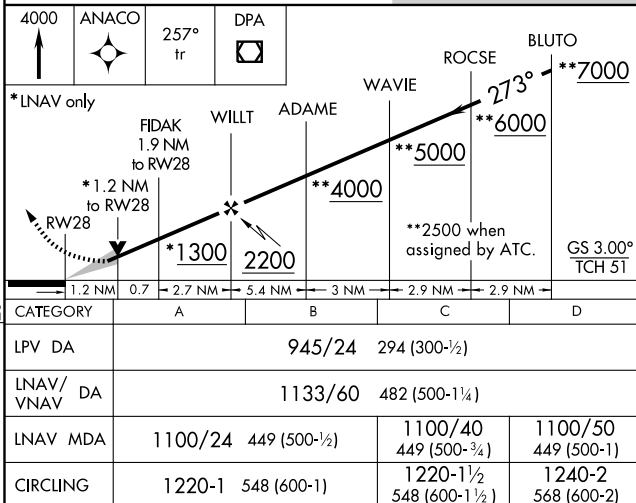 4000 ANACO 257° tr DPA
*LNAV only
BLUTO
ROCSE
WAVIE
ADAME
WILLT
FIDAK
1.9 NM
to RW28
*1.2 NM
to RW28
RW28
273°
**7000
**6000
**5000
**4000
*1300
2200
**2500 when
assigned by ATC.
GS 3.00°
TCH 51
1.2 NM 0.7 2.7 NM 5.4 NM 3 NM 2.9 NM 2.9 NM
CATEGORY A B C D
LPV DA 945/24 294 (300-½)
LNAV/ VNAV DA 1133/60 482 (500-1¼)
LNAV MDA 1100/24 449 (500-½) 1100/40 449 (500-¾) 1100/50 449 (500-1)
CIRCLING 1220-1 548 (600-1) 1220-1½ 548 (600-1½) 1240-2 568 (600-2)